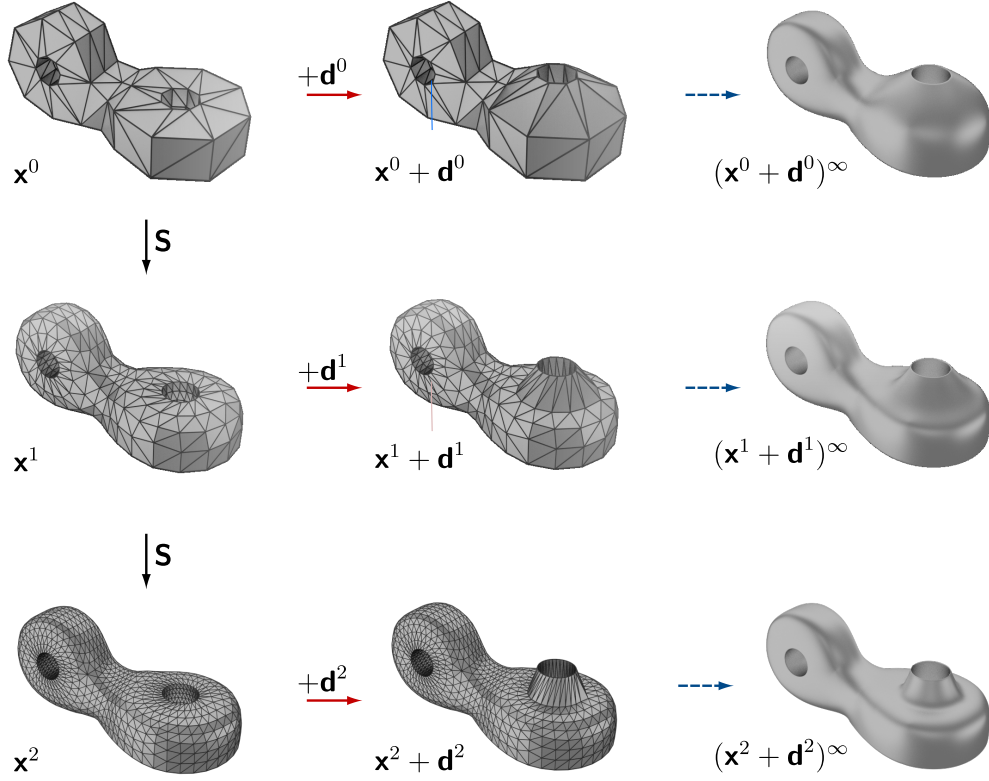 +d⁰
x⁰
x⁰ + d⁰
(x⁰ + d⁰)^∞
S
+d¹
x¹
x¹ + d¹
(x¹ + d¹)^∞
S
+d²
x²
x² + d²
(x² + d²)^∞